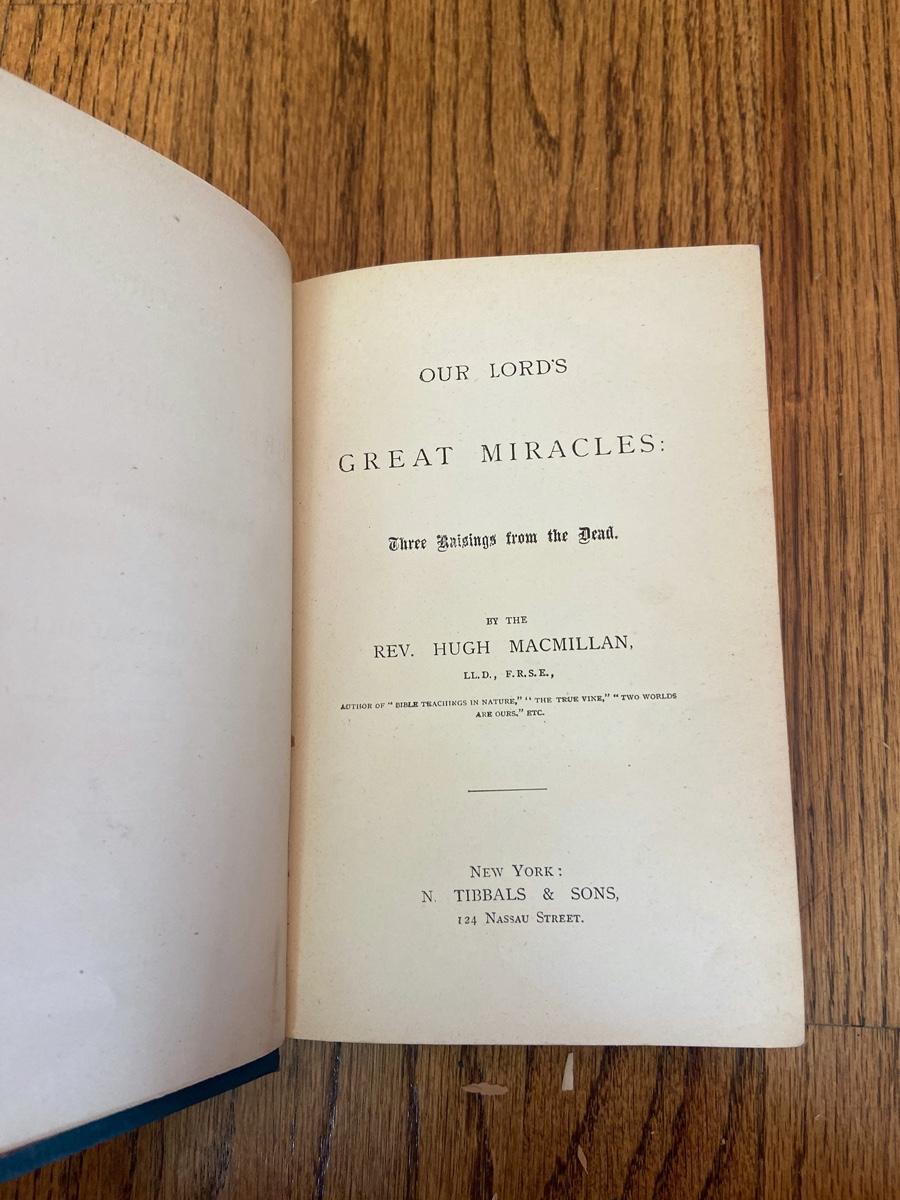 OUR LORD'S
GREAT MIRACLES:
Three Raisings from the Dead.
BY THE
REV. HUGH MACMILLAN,
LL.D., F.R.S.E.,
AUTHOR OF "BIBLE TEACHINGS IN NATURE," "THE TRUE VINE," "TWO WORLDS
ARE OURS," ETC.
NEW YORK:
N. TIBBALS & SONS,
124 NASSAU STREET.